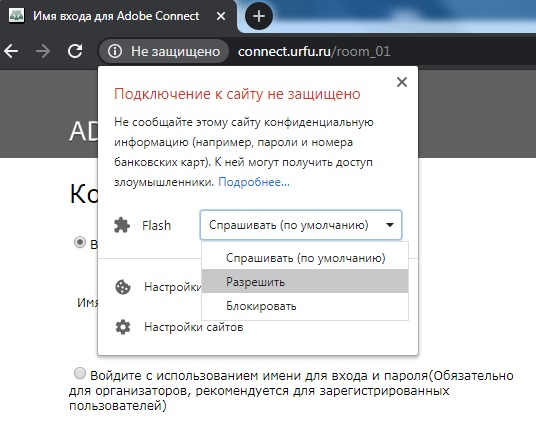 Имя входа для Adobe Connect
Не защищено
connect.urfu.ru/room_01
Подключение к сайту не защищено
Не сообщайте этому сайту конфиденциальную
информацию (например, пароли и номера
банковских карт). К ней могут получить доступ
злоумышленники. Подробнее...
AD
Ко
Flash
Спрашивать (по умолчанию)
Спрашивать (по умолчанию)
В
Разрешить
Настройки
Имя
Блокировать
Настройки сайтов
Войдите с использованием имени для входа и пароля(Обязательно
для организаторов, рекомендуется для зарегистрированных
пользователей)